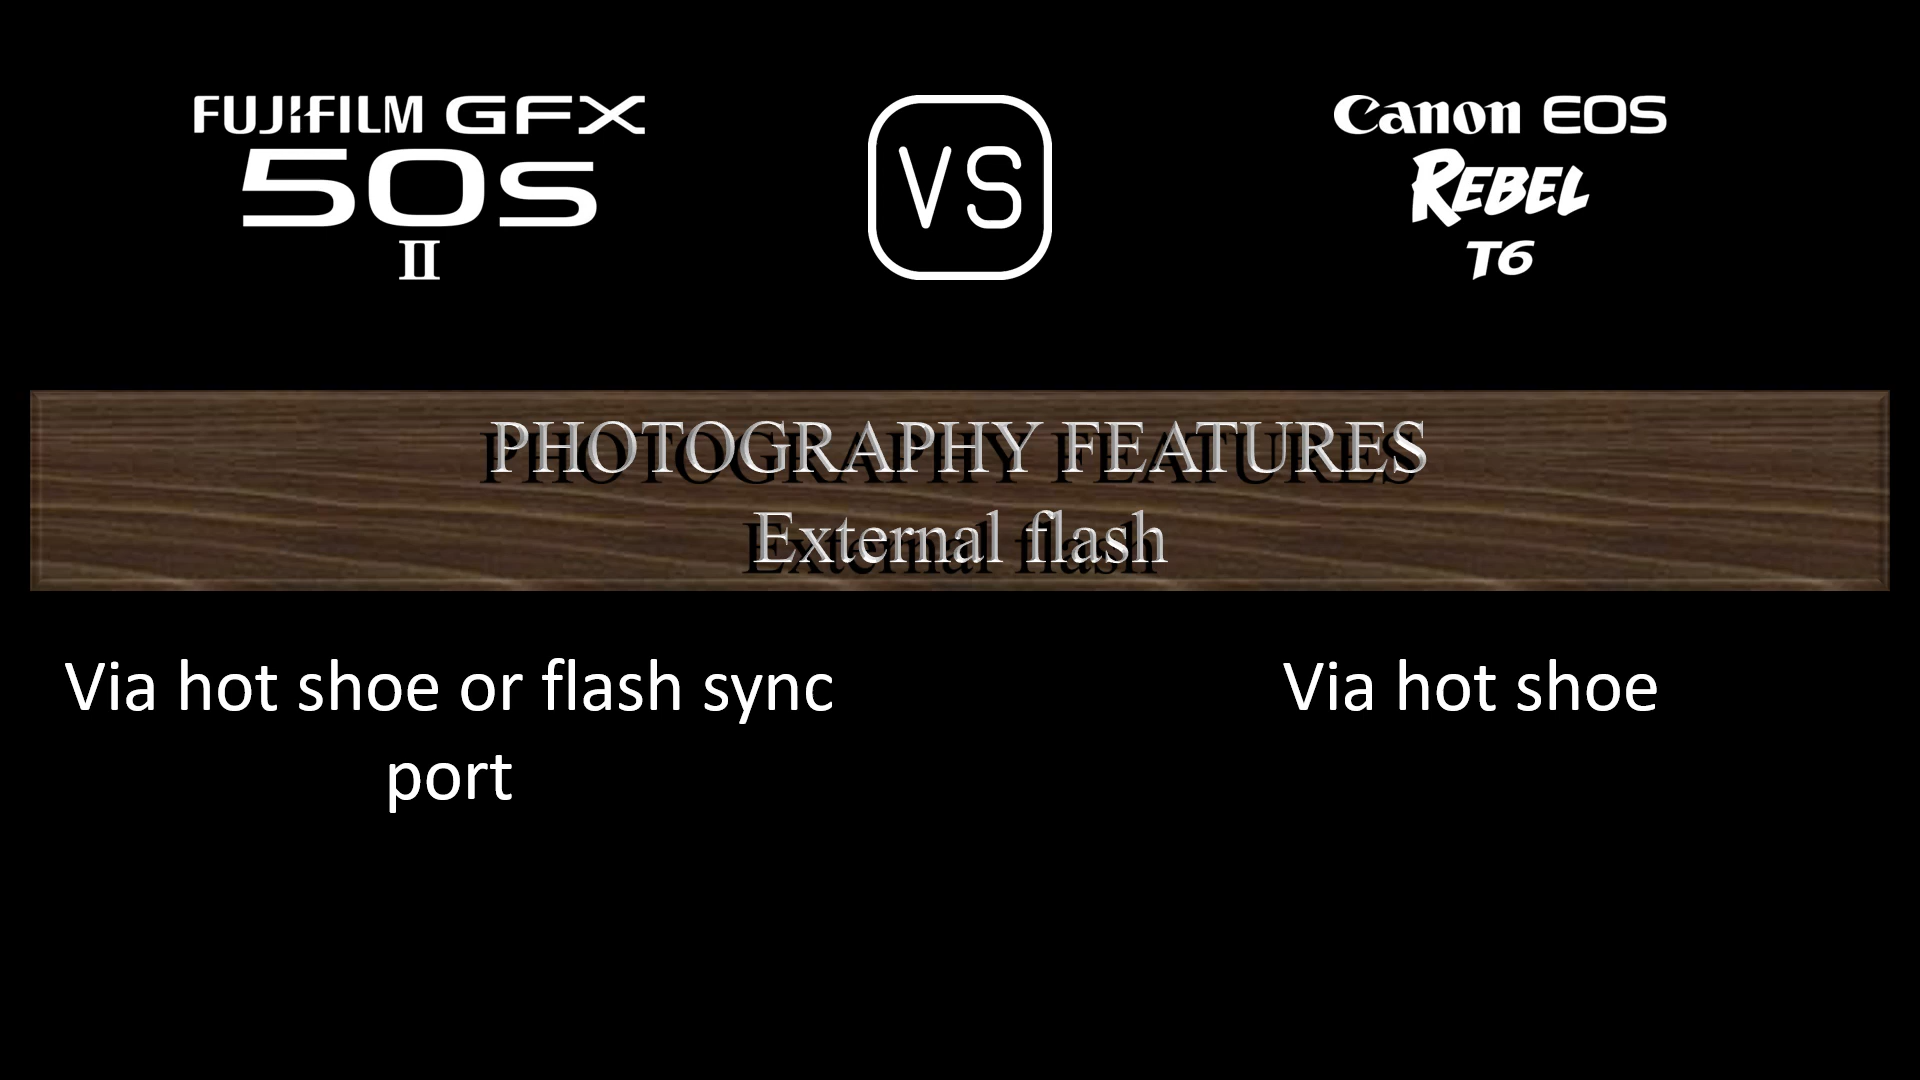 FUJIFILM GFX
50S
II
VS
Canon EOS
REBEL
T6
PHOTOGRAPHY FEATURES
External flash
Via hot shoe or flash sync
port
Via hot shoe